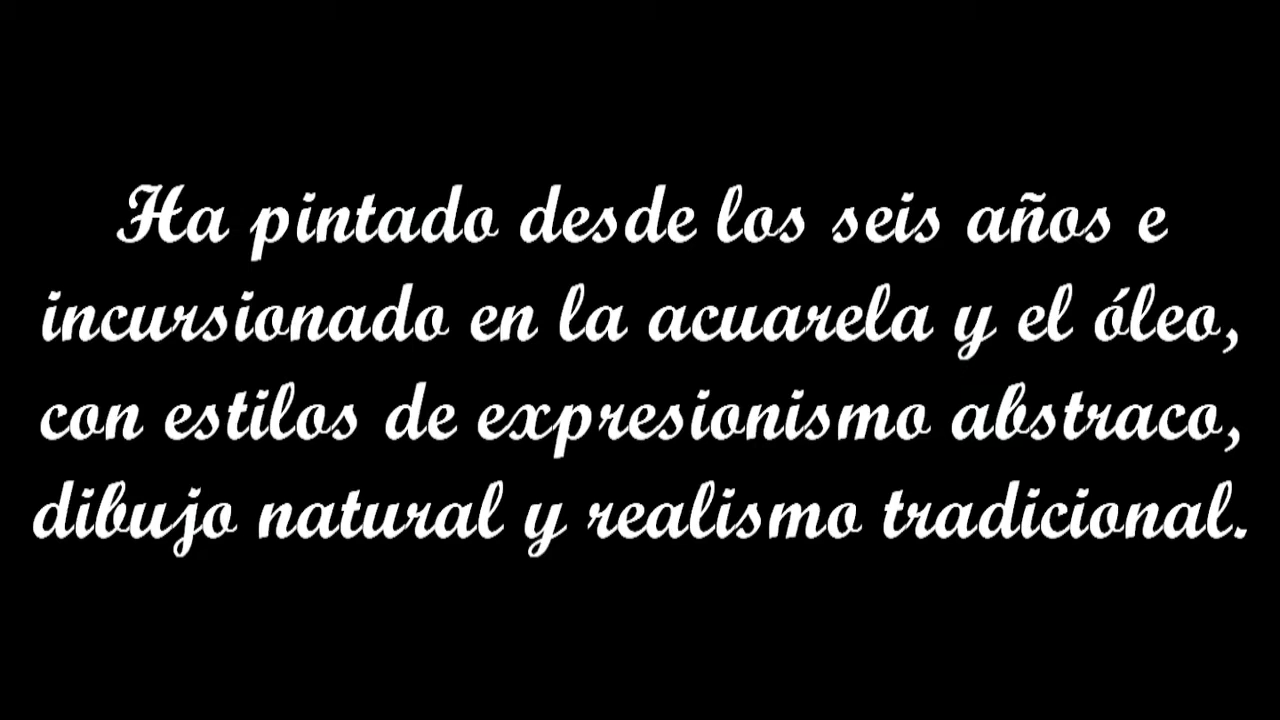 Ha pintado desde los seis años e
incursionado en la acuarela y el óleo,
con estilos de expresionismo abstraco,
dibujo natural y realismo tradicional.